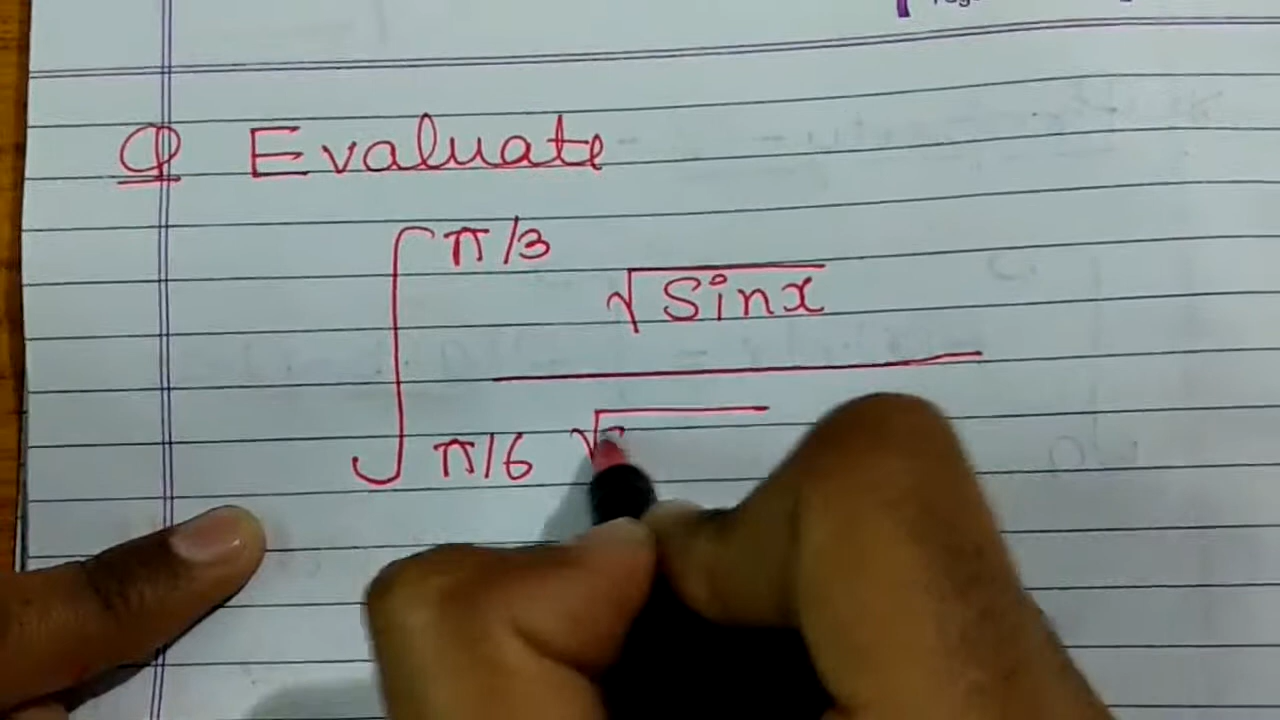 Q Evaluate
∫ π/3 √Sinx
π/6 √